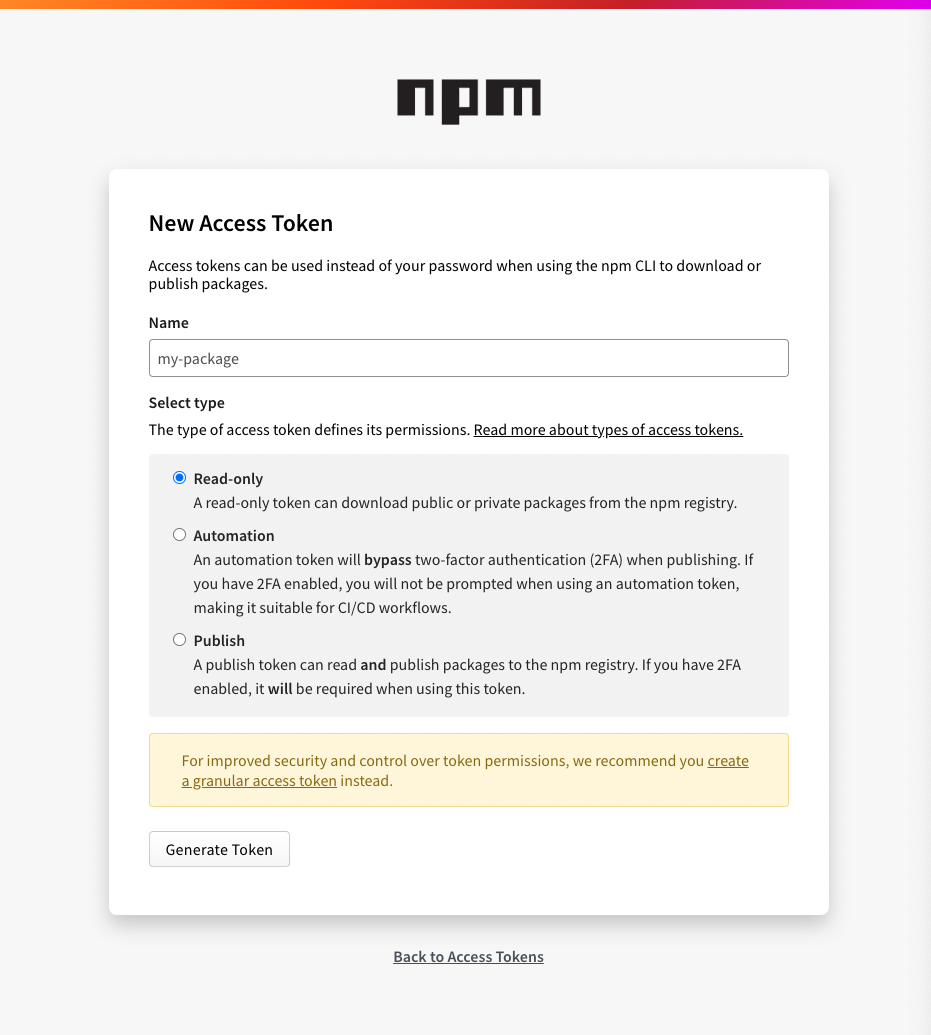 npm
New Access Token
Access tokens can be used instead of your password when using the npm CLI to download or
publish packages.
Name
my-package
Select type
The type of access token defines its permissions. Read more about types of access tokens.
Read-only
A read-only token can download public or private packages from the npm registry.
Automation
An automation token will bypass two-factor authentication (2FA) when publishing. If
you have 2FA enabled, you will not be prompted when using an automation token,
making it suitable for CI/CD workflows.
Publish
A publish token can read and publish packages to the npm registry. If you have 2FA
enabled, it will be required when using this token.
For improved security and control over token permissions, we recommend you create
a granular access token instead.
Generate Token
Back to Access Tokens